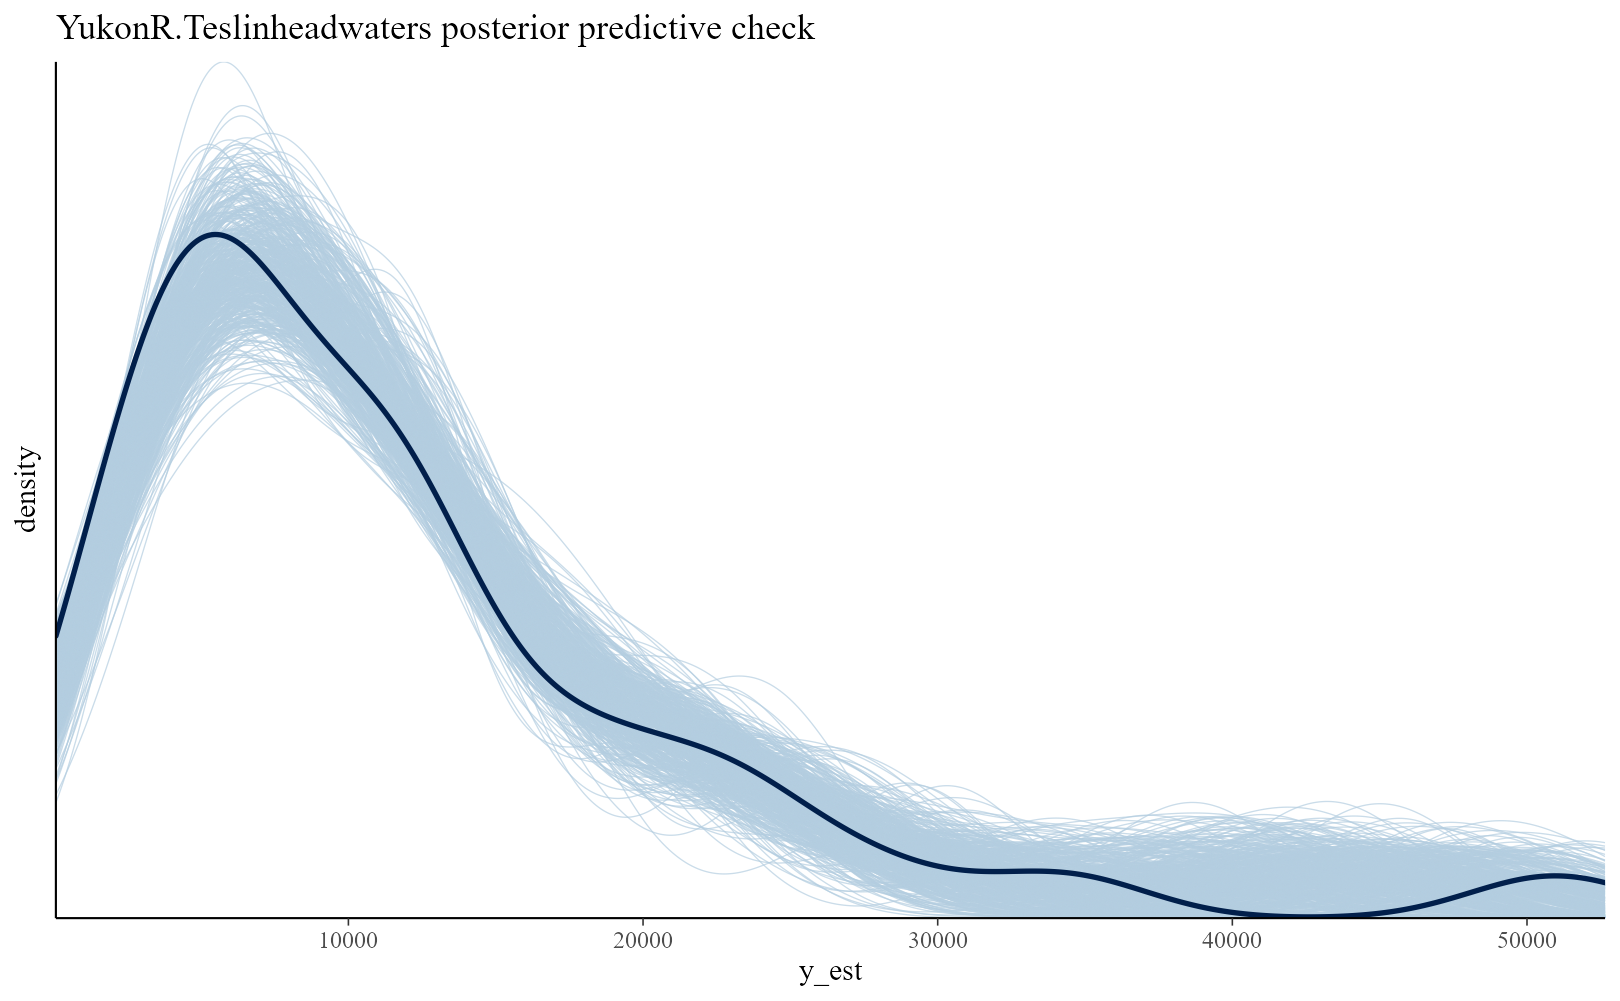 YukonR.Teslinheadwaters posterior predictive check
density
10000 20000 30000 40000 50000
y_est